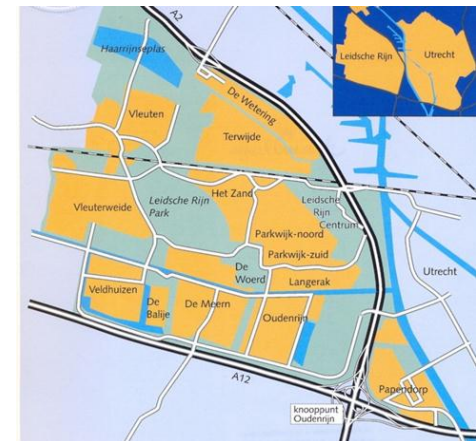 A2
Haarrijnseplas
Leidsche Rijn
Utrecht
De Wetering
Vleuten
Terwijde
Het Zand
Leidsche Rijn
Park
Leidsche
Rijn
Centrum
Vleuterweide
Parkwijk-noord
Parkwijk-zuid
De
Woerd
Langerak
Utrecht
Veldhuizen
De
Balije
De Meern
Oudenrijn
A12
Papendorp
knooppunt
Oudenrijn